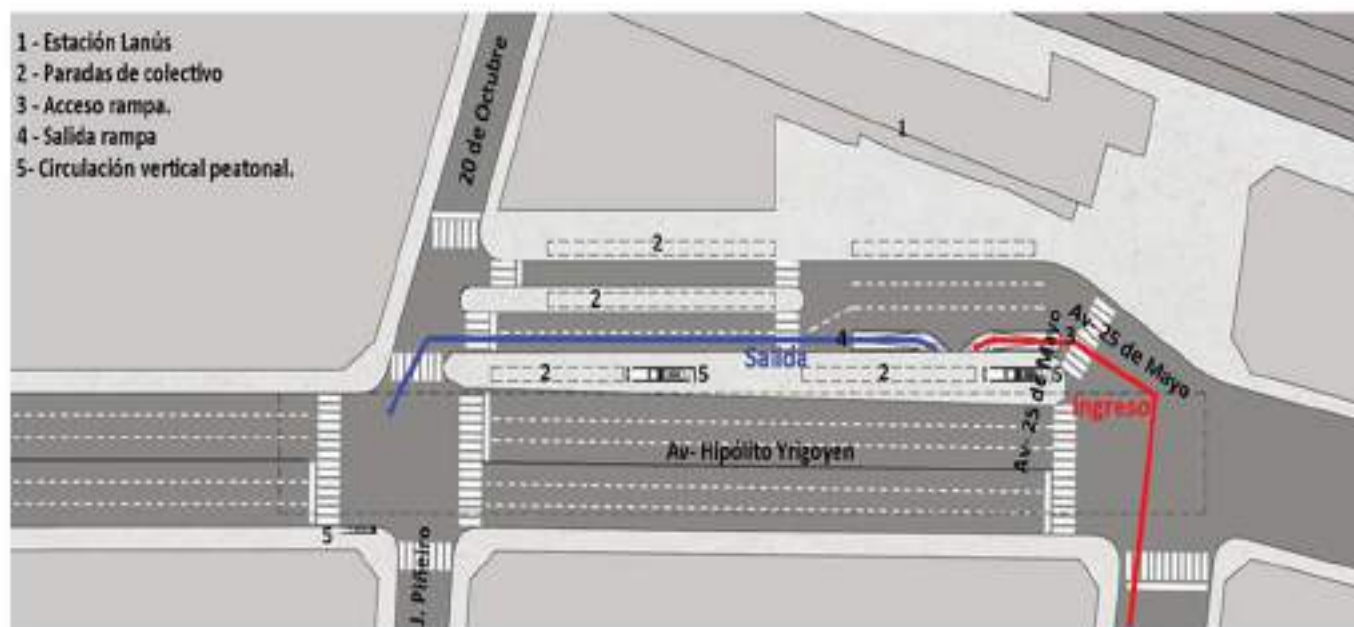 1 - Estación Lanús
2 - Paradas de colectivo
3 - Acceso rampa.
4 - Salida rampa
5- Circulación vertical peatonal.
20 de Octubre
1
2
2
4
3
Av- 25 de Mayo
Salida
2
5
2
5
Av- 25 de Mayo
Ingreso
Av- Hipólito Yrigoyen
5
J. Piñeiro